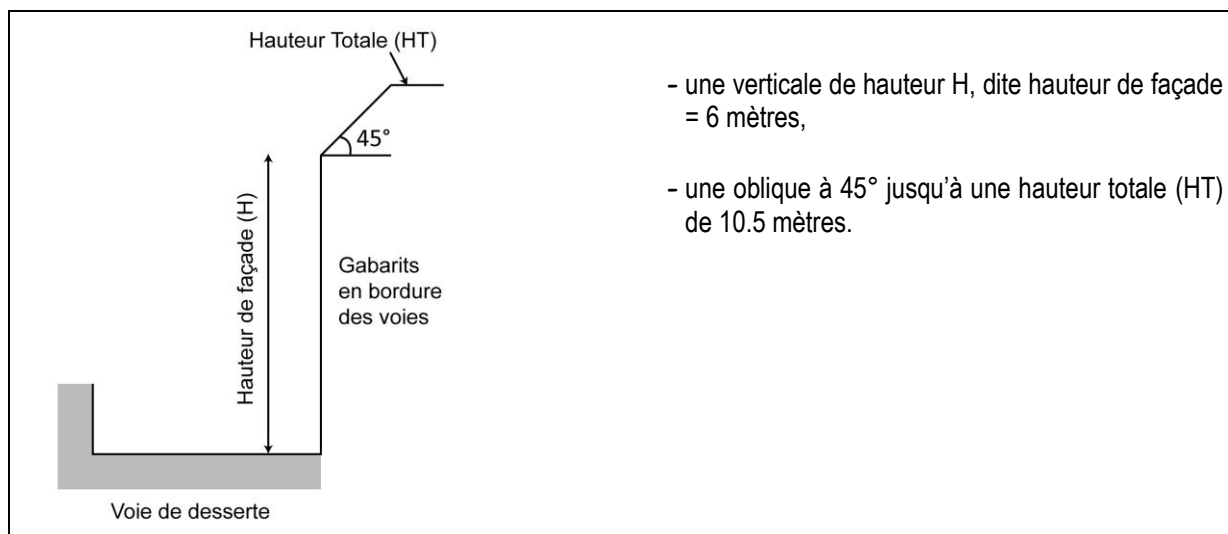 Hauteur Totale (HT)
45°
Hauteur de façade (H)
Gabarits
en bordure
des voies
Voie de desserte
- une verticale de hauteur H, dite hauteur de façade
= 6 mètres,
- une oblique à 45° jusqu’à une hauteur totale (HT)
de 10.5 mètres.